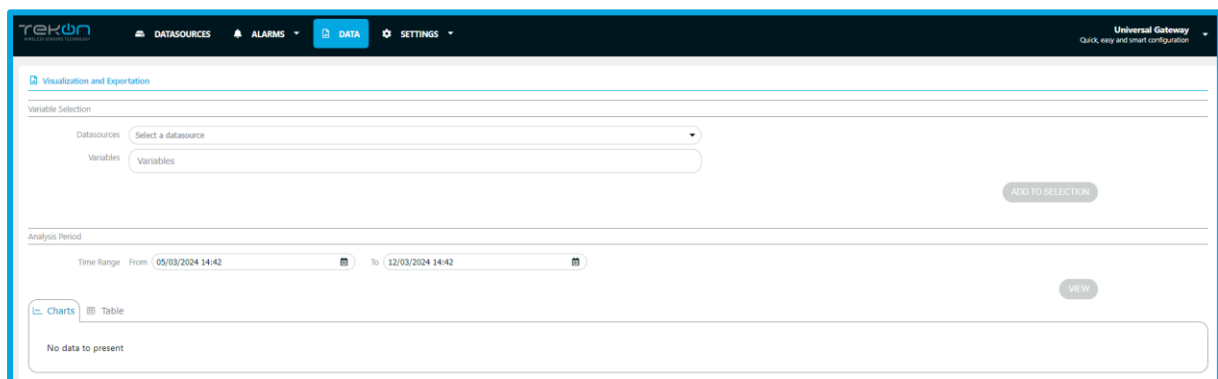 TEKON
WIRELESS SENSORS TECHNOLOGY
DATASOURCES ALARMS DATA SETTINGS
Universal Gateway
Quick, easy and smart configuration
Visualization and Exportation
Variable Selection
Datasources Select a datasource
Variables Variables
ADD TO SELECTION
Analysis Period
Time Range From 05/03/2024 14:42 To 12/03/2024 14:42
VIEW
Charts Table
No data to present